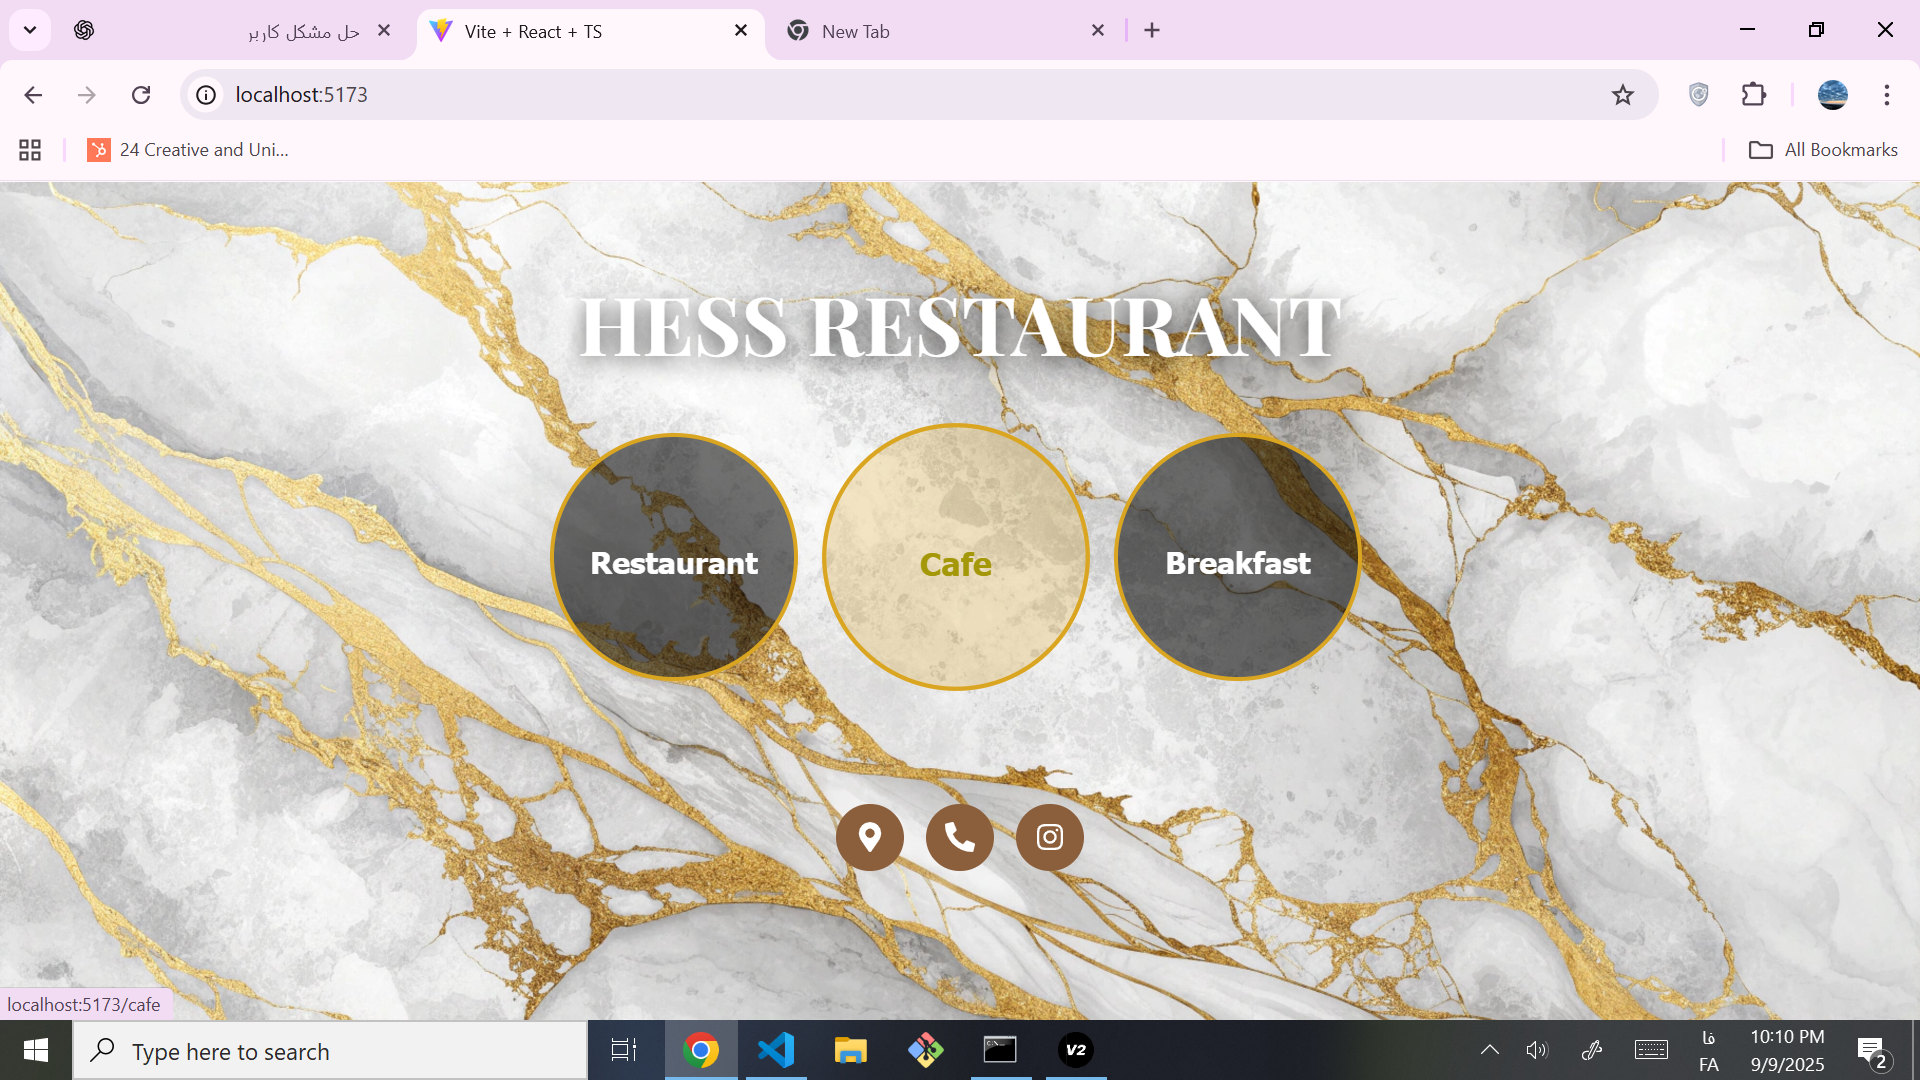 حل مشکل کاربر
Vite + React + TS
New Tab
localhost:5173
24 Creative and Uni...
All Bookmarks
HESS RESTAURANT
Restaurant
Cafe
Breakfast
localhost:5173/cafe
Type here to search
V2
فا
FA
10:10 PM
9/9/2025
2